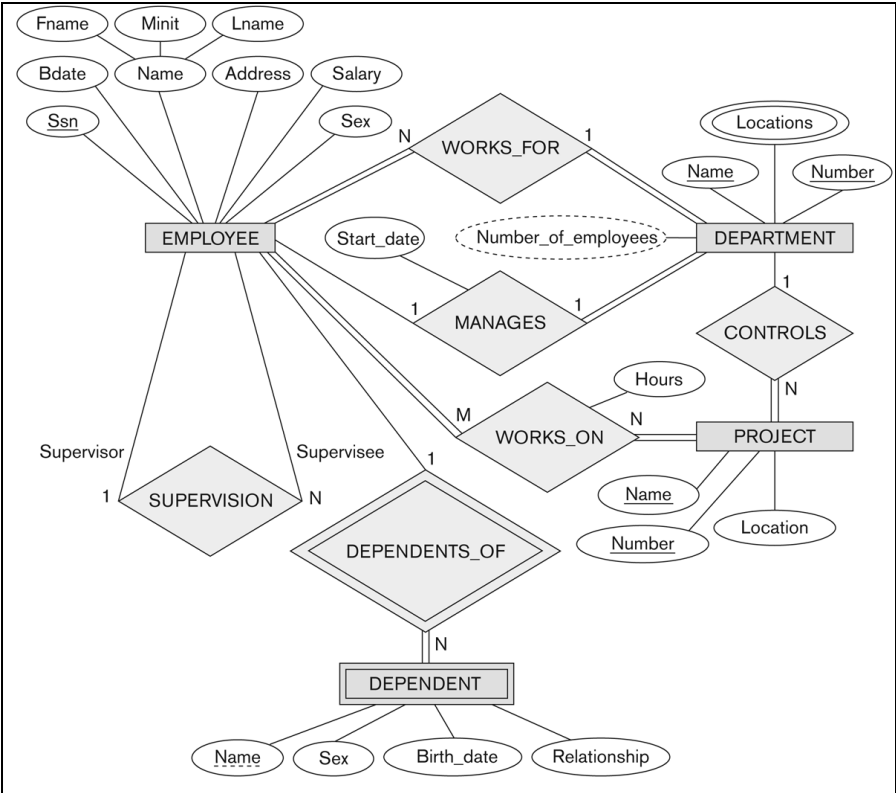 Fname
Minit
Lname
Bdate
Name
Address
Salary
Ssn
Sex
N
WORKS_FOR
1
Locations
Name
Number
EMPLOYEE
Start_date
Number_of_employees
DEPARTMENT
1
MANAGES
1
1
CONTROLS
N
Hours
M
WORKS_ON
N
PROJECT
Supervisor
Supervisee
1
SUPERVISION
N
1
Name
Number
Location
DEPENDENTS_OF
N
DEPENDENT
Name
Sex
Birth_date
Relationship